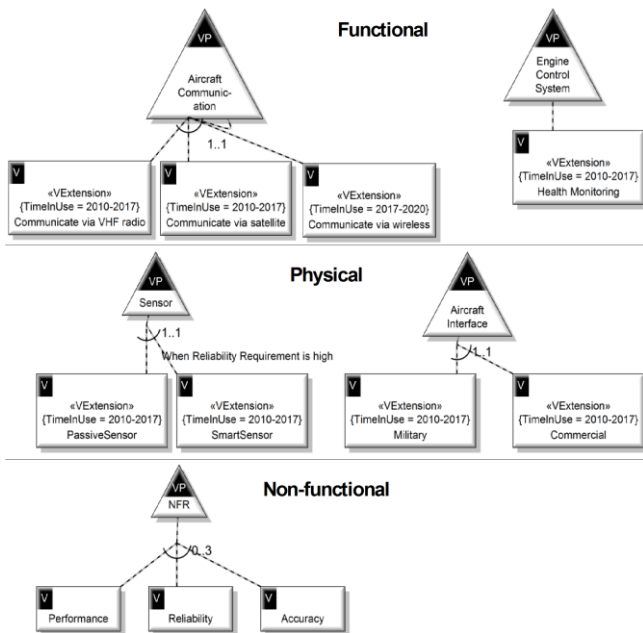 Functional
VP
Aircraft
Communic-
ation
1..1
VP
Engine
Control
System
V
«VExtension»
{TimeInUse = 2010-2017}
Communicate via VHF radio
V
«VExtension»
{TimeInUse = 2010-2017}
Communicate via satellite
V
«VExtension»
{TimeInUse = 2017-2020}
Communicate via wireless
V
«VExtension»
{TimeInUse = 2010-2017}
Health Monitoring
Physical
VP
Sensor
1..1
When Reliability Requirement is high
VP
Aircraft
Interface
1..1
V
«VExtension»
{TimeInUse = 2010-2017}
PassiveSensor
V
«VExtension»
{TimeInUse = 2010-2017}
SmartSensor
V
«VExtension»
{TimeInUse = 2010-2017}
Military
V
«VExtension»
{TimeInUse = 2010-2017}
Commercial
Non-functional
VP
NFR
0..3
V
Performance
V
Reliability
V
Accuracy